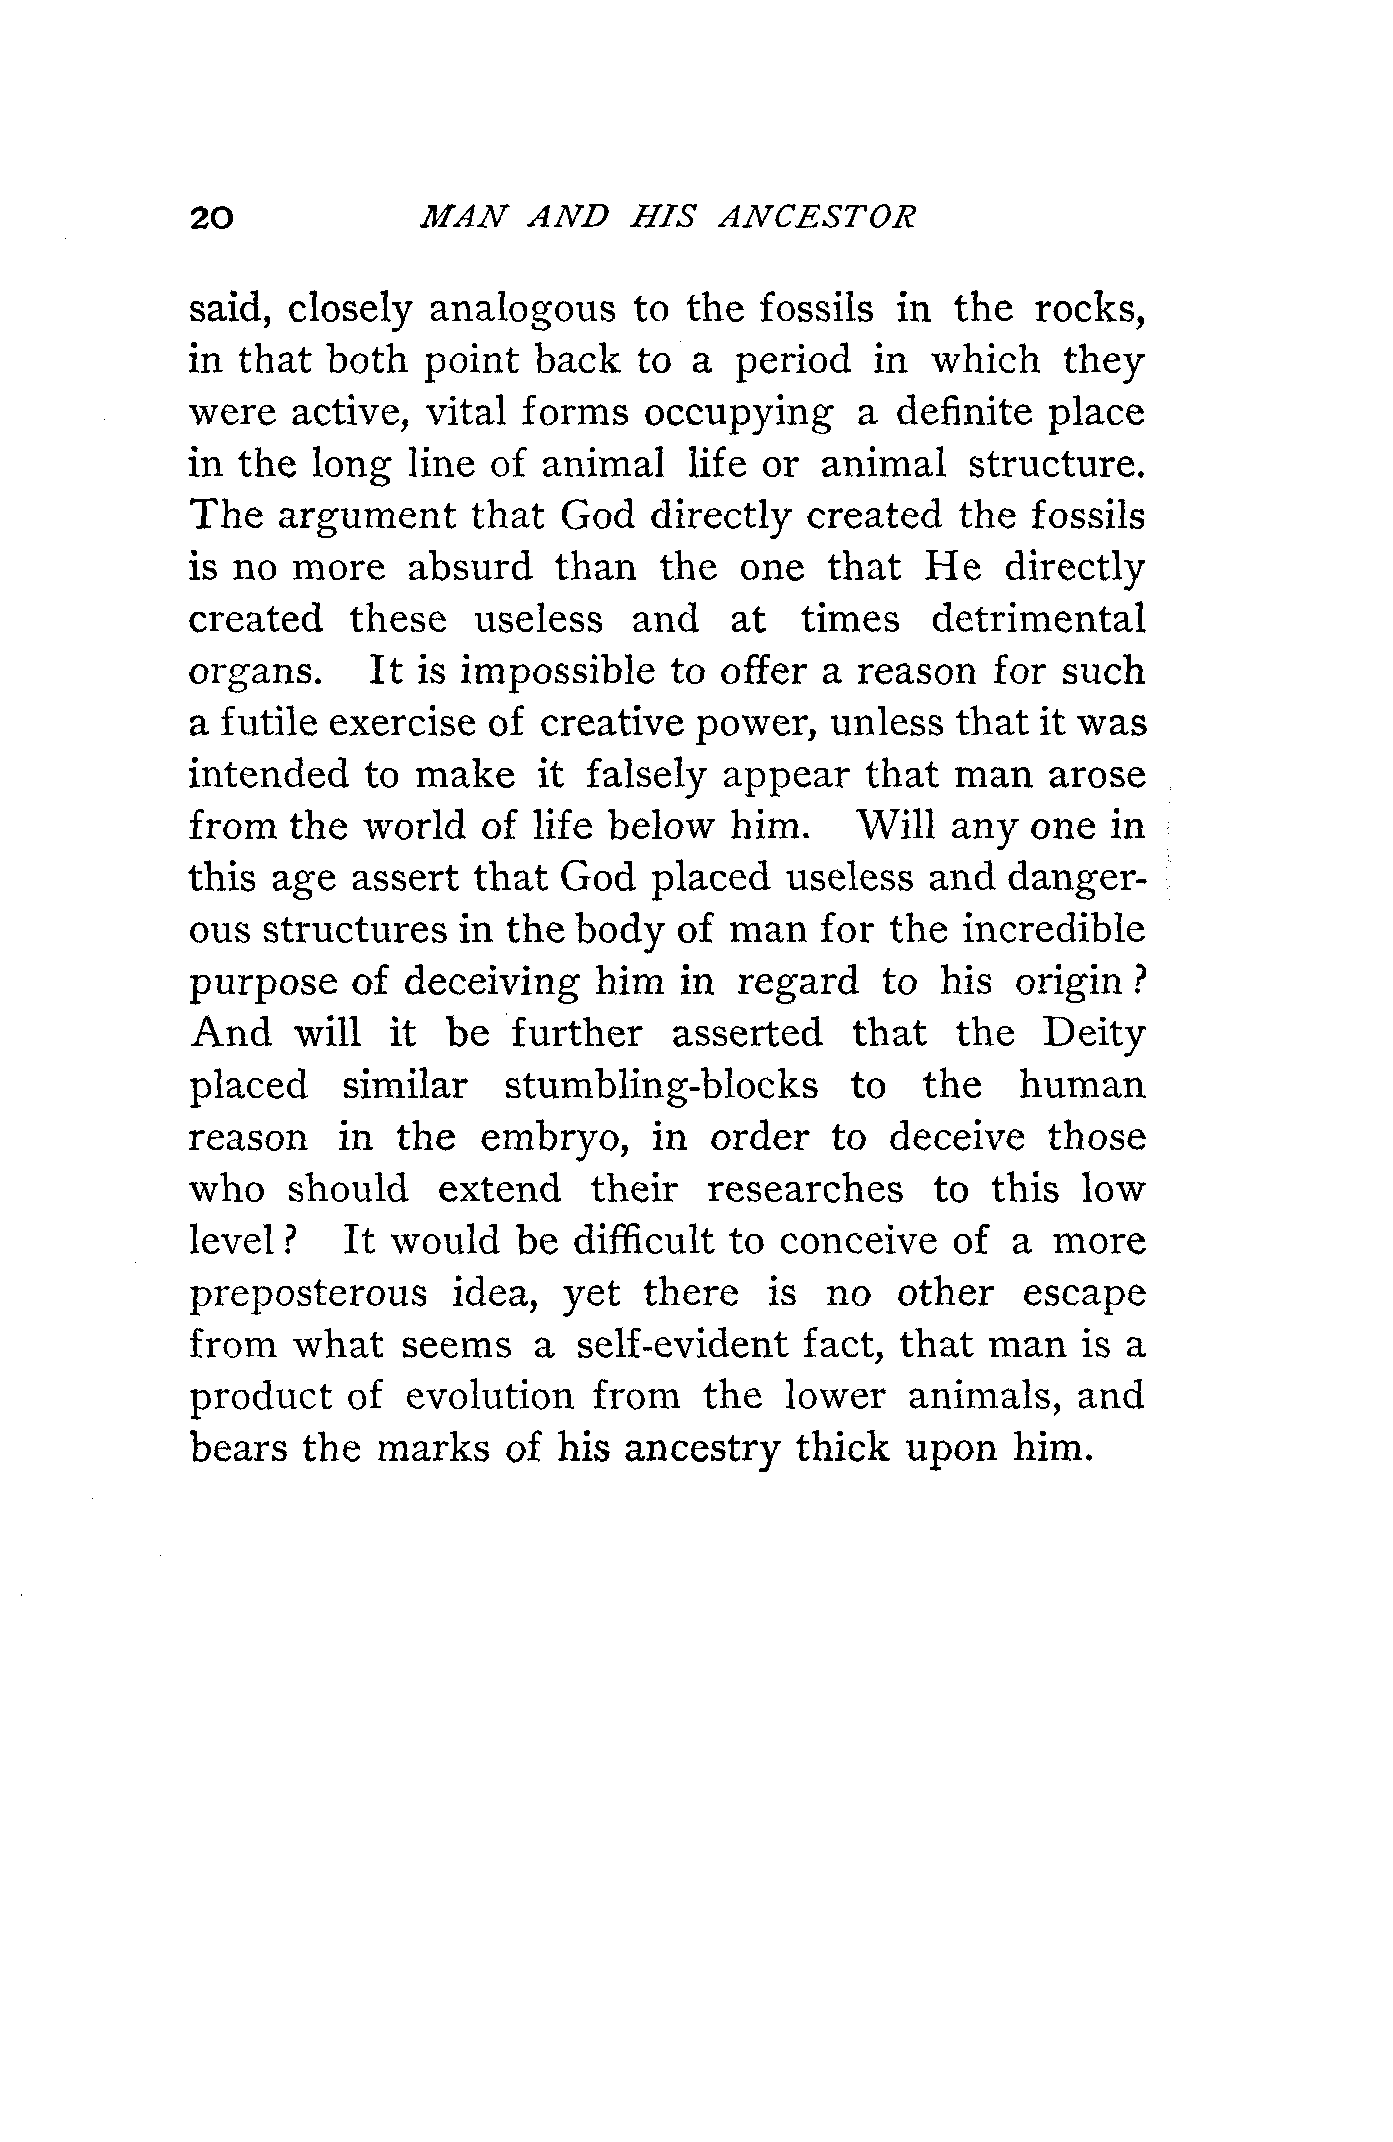 20 MAN AND HIS ANCESTOR
said, closely analogous to the fossils in the rocks,
in that both point back to a period in which they
were active, vital forms occupying a definite place
in the long line of animal life or animal structure.
The argument that God directly created the fossils
is no more absurd than the one that He directly
created these useless and at times detrimental
organs. It is impossible to offer a reason for such
a futile exercise of creative power, unless that it was
intended to make it falsely appear that man arose
from the world of life below him. Will any one in
this age assert that God placed useless and danger-
ous structures in the body of man for the incredible
purpose of deceiving him in regard to his origin ?
And will it be further asserted that the Deity
placed similar stumbling-blocks to the human
reason in the embryo, in order to deceive those
who should extend their researches to this low
level ? It would be difficult to conceive of a more
preposterous idea, yet there is no other escape
from what seems a self-evident fact, that man is a
product of evolution from the lower animals, and
bears the marks of his ancestry thick upon him.